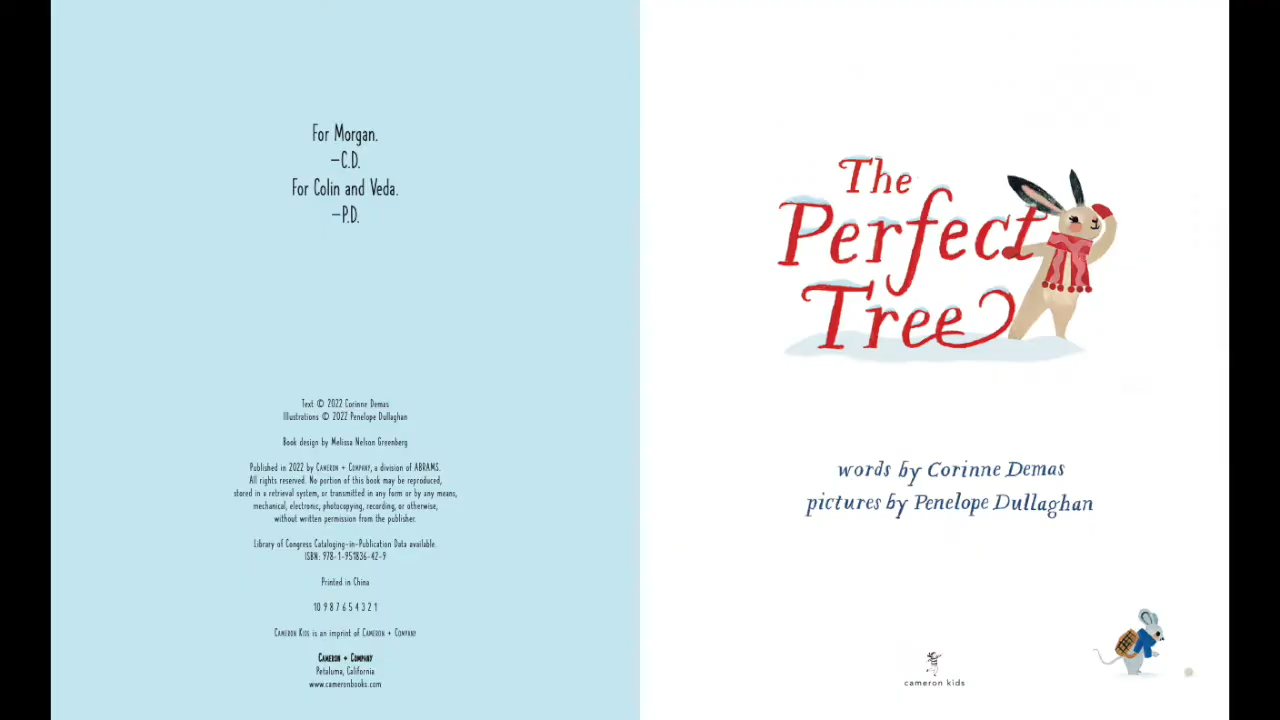 For Morgan.
—C.D.
For Colin and Veda.
—P.D.
Text © 2022 Corinne Demas
Illustrations © 2022 Penelope Dullaghan
Book design by Melissa Nelson Greenberg
Published in 2022 by CAMERON + COMPANY, a division of ABRAMS.
All rights reserved. No portion of this book may be reproduced,
stored in a retrieval system, or transmitted in any form or by any means,
mechanical, electronic, photocopying, recording, or otherwise,
without written permission from the publisher.
Library of Congress Cataloging-in-Publication Data available.
ISBN: 978-1-951836-42-9
Printed in China
10 9 8 7 6 5 4 3 2 1
CAMERON KIDS is an imprint of CAMERON + COMPANY
CAMERON + COMPANY
Petaluma, California
www.cameronbooks.com
The
Perfect
Tree
words by Corinne Demas
pictures by Penelope Dullaghan
cameron kids